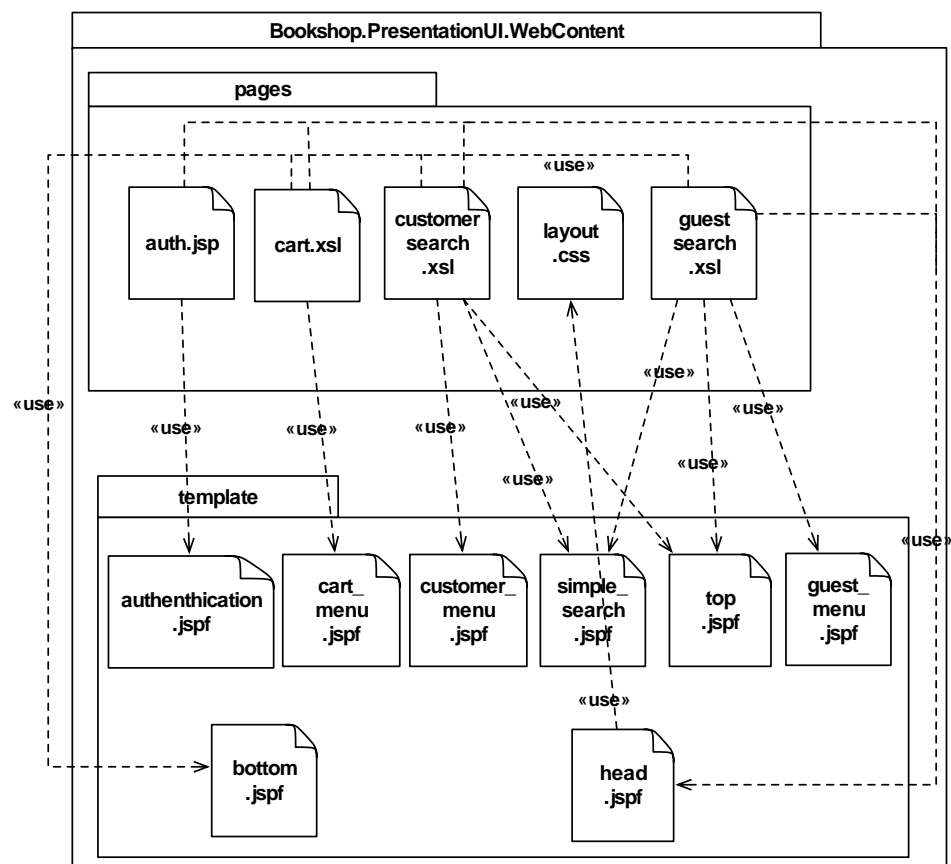 Bookshop.PresentationUI.WebContent
pages
«use»
auth.jsp
cart.xsl
customer
search
.xsl
layout
.css
guest
search
.xsl
«use»
«use»
«use»
«use»
«use»
«use»
«use»
«use»
«use»
«use»
template
«use»
authenthication
.jspf
cart_
menu
.jspf
customer_
menu
.jspf
simple_
search
.jspf
top
.jspf
guest_
menu
.jspf
«use»
bottom
.jspf
head
.jspf